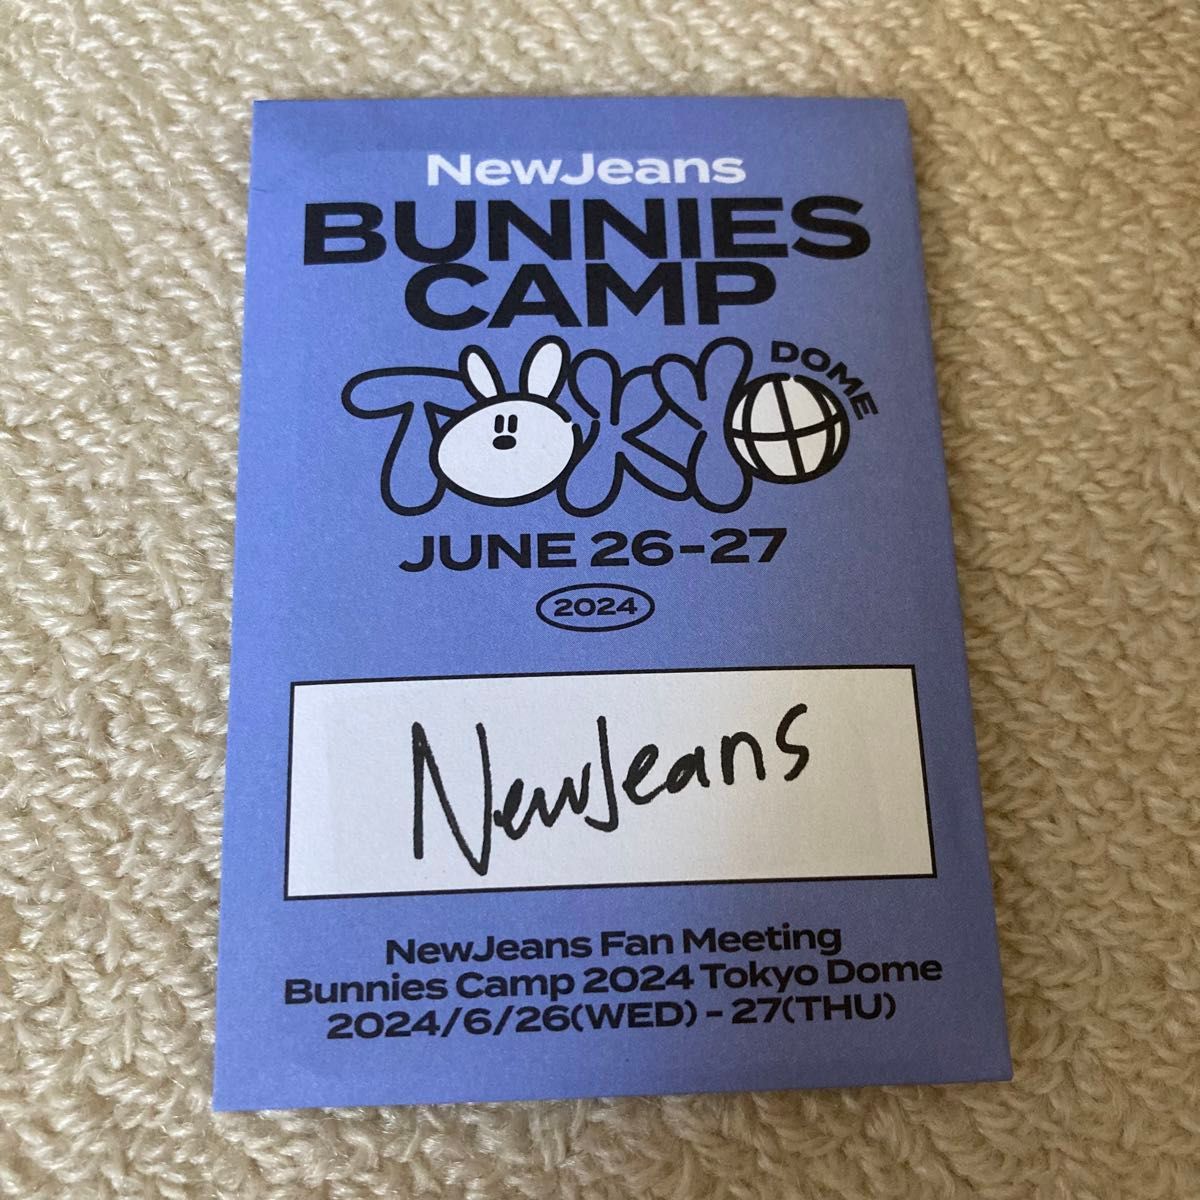 NewJeans
BUNNIES
CAMP
TOKYO
DOME
JUNE 26-27
2024
NewJeans
NewJeans Fan Meeting
Bunnies Camp 2024 Tokyo Dome
2024/6/26(WED) - 27(THU)